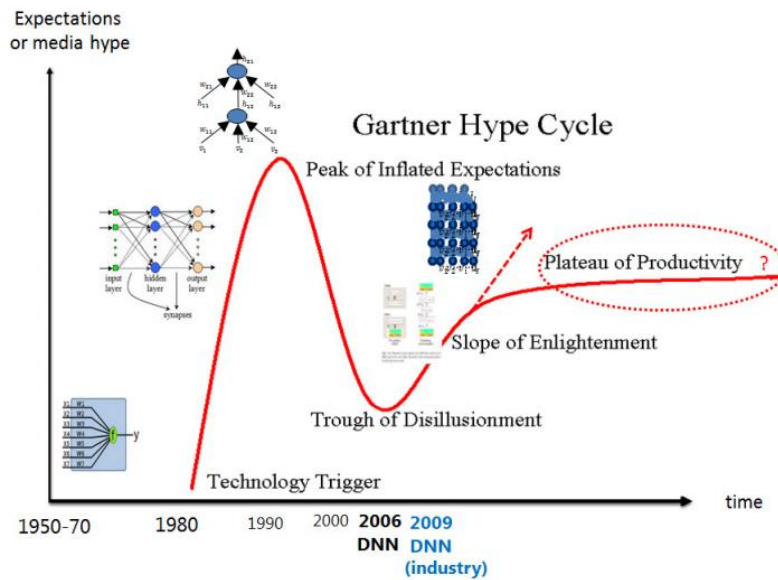 Expectations
or media hype
Gartner Hype Cycle
Peak of Inflated Expectations
Plateau of Productivity ?
input
layer
hidden
layer
output
layer
synapses
Slope of Enlightenment
Trough of Disillusionment
y
Technology Trigger
time
1950-70
1980
1990
2000
2006
DNN
2009
DNN
(industry)